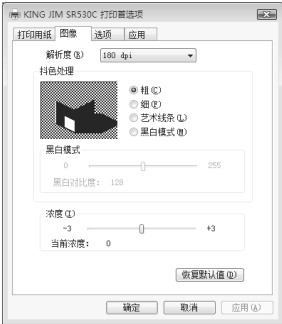 KING JIM SR530C 打印首选项
打印用纸 图像 选项 应用
解析度(R) 180 dpi
抖色处理
粗(C)
细(F)
艺术线条(L)
黑白模式(M)
黑白模式
0 255
黑白对比度: 128
浓度(I)
-3 +3
当前浓度: 0
恢复默认值(D)
确定 取消 应用(A)